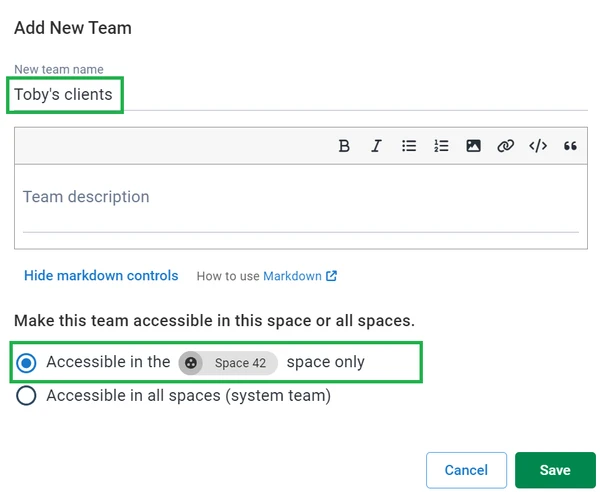 Add New Team
New team name
Toby's clients
B I </> “
Team description
Hide markdown controls How to use Markdown
Make this team accessible in this space or all spaces.
Accessible in the Space 42 space only
Accessible in all spaces (system team)
Cancel Save